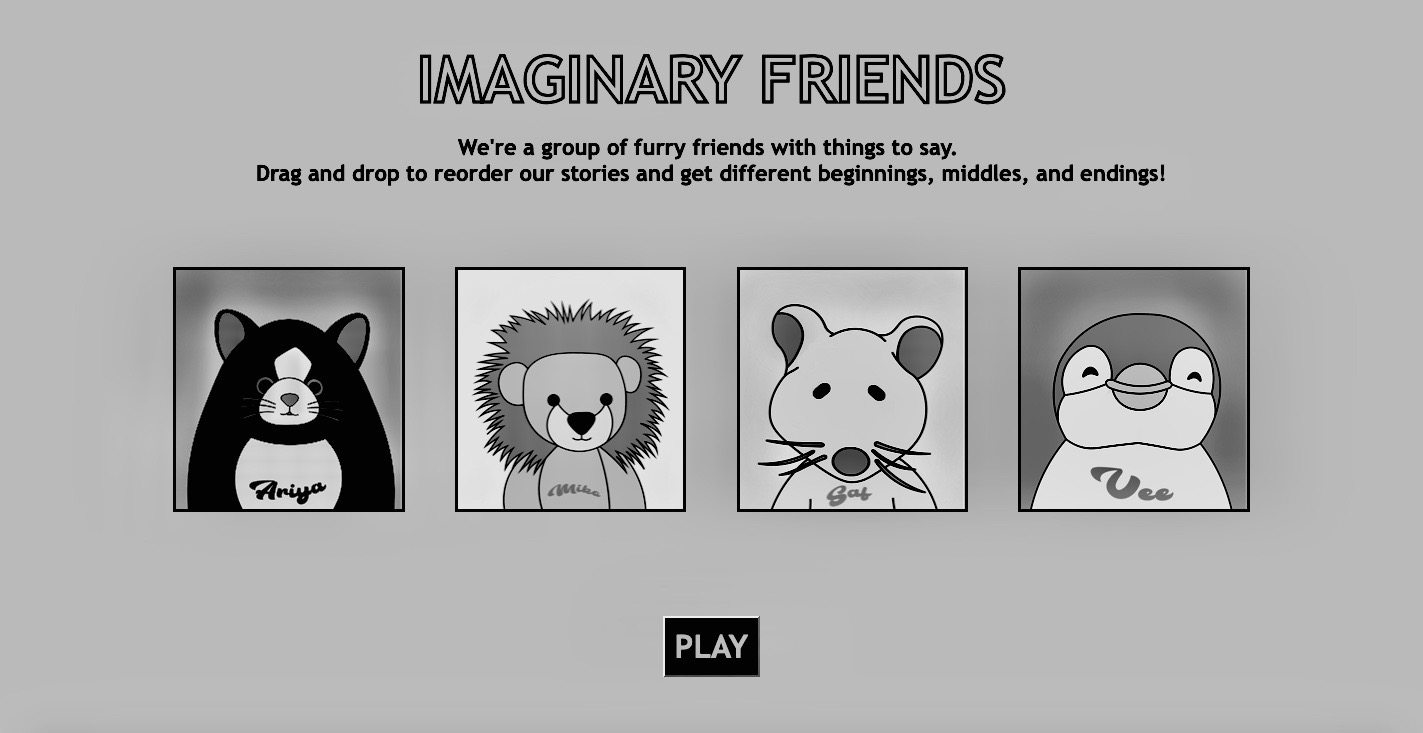 IMAGINARY FRIENDS
We're a group of furry friends with things to say.
Drag and drop to reorder our stories and get different beginnings, middles, and endings!
Ariya
Mike
Gaf
Vee
PLAY